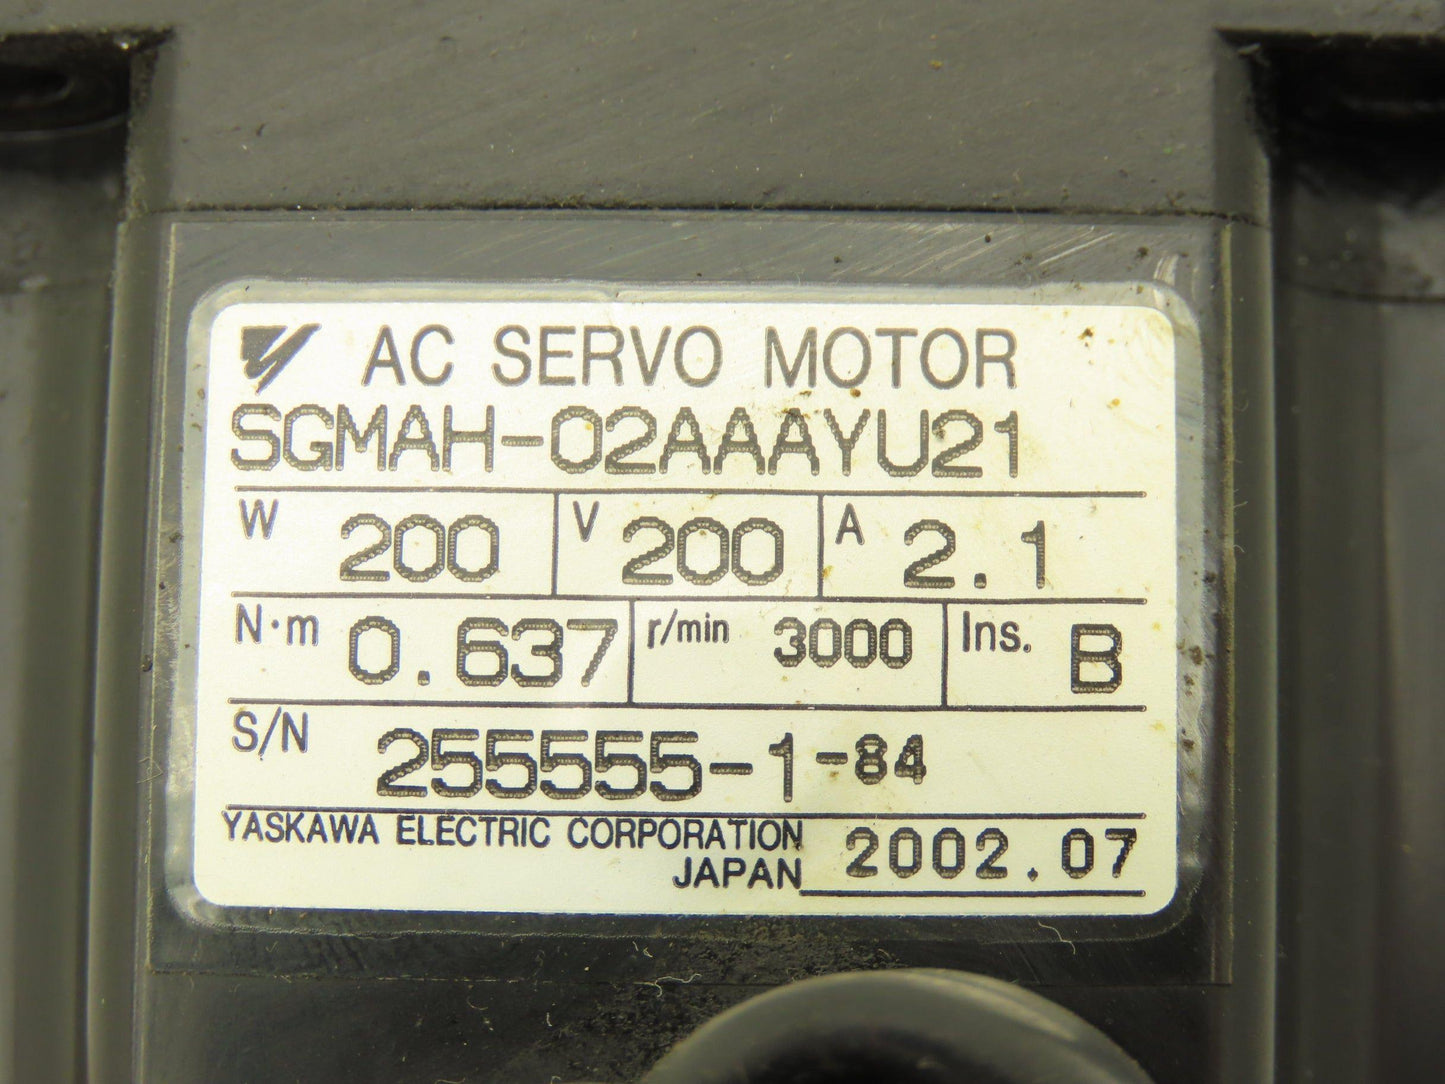 AC SERVO MOTOR
SGMAH-02AAAYU21
W 200 V 200 A 2.1
N·m 0.637 r/min 3000 Ins. B
S/N 255555-1-84
YASKAWA ELECTRIC CORPORATION
JAPAN 2002.07